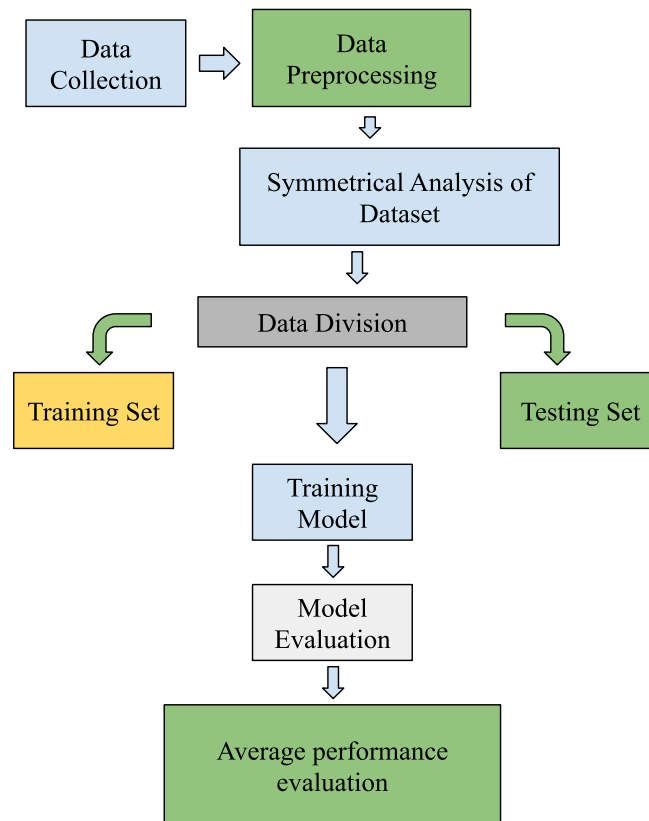 Data
Collection
Data
Preprocessing
Symmetrical Analysis of
Dataset
Data Division
Training Set
Testing Set
Training
Model
Model
Evaluation
Average performance
evaluation